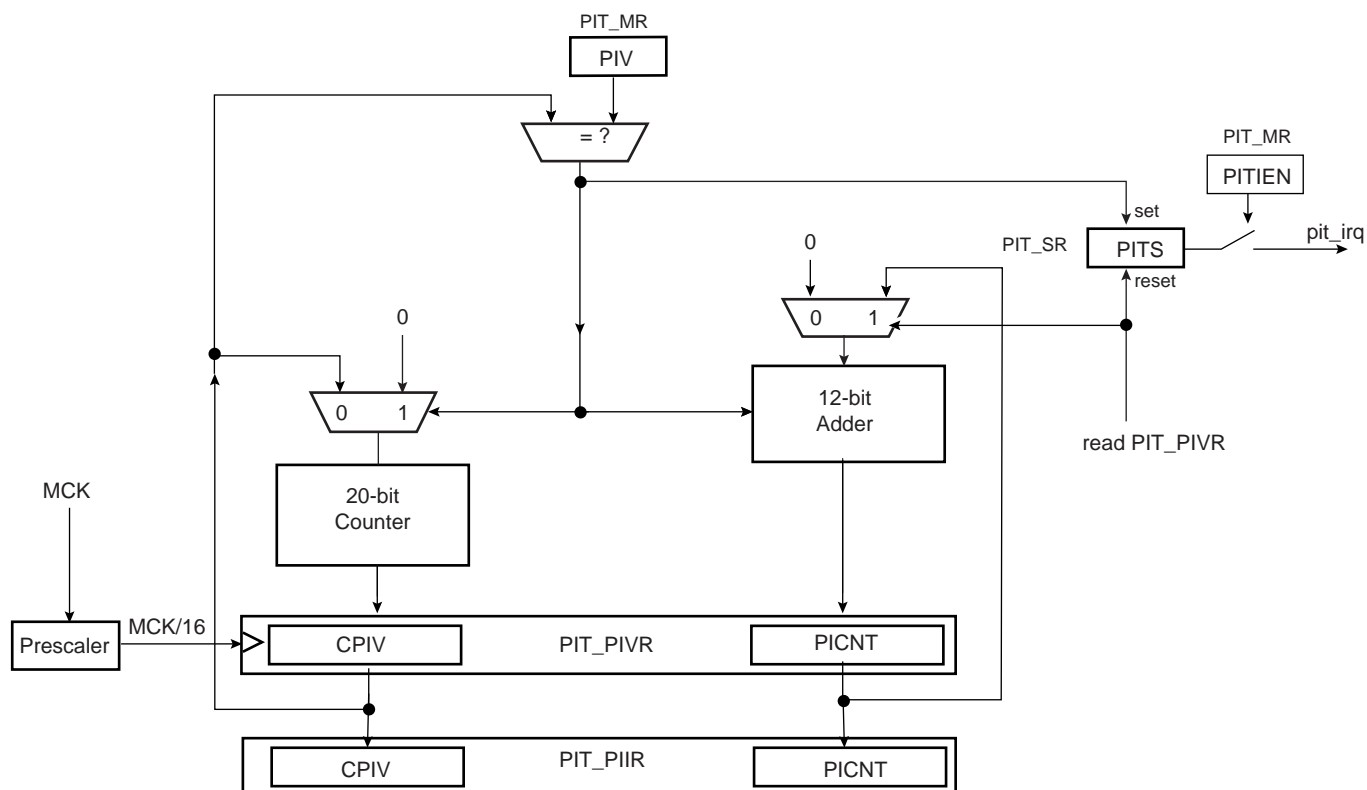 PIT_MR
PIV
= ?
PIT_MR
PITIEN
set
0
PIT_SR
PITS
pit_irq
reset
0
0 1
0 1
12-bit
Adder
read PIT_PIVR
MCK
20-bit
Counter
MCK/16
Prescaler
CPIV
PIT_PIVR
PICNT
CPIV
PIT_PIIR
PICNT